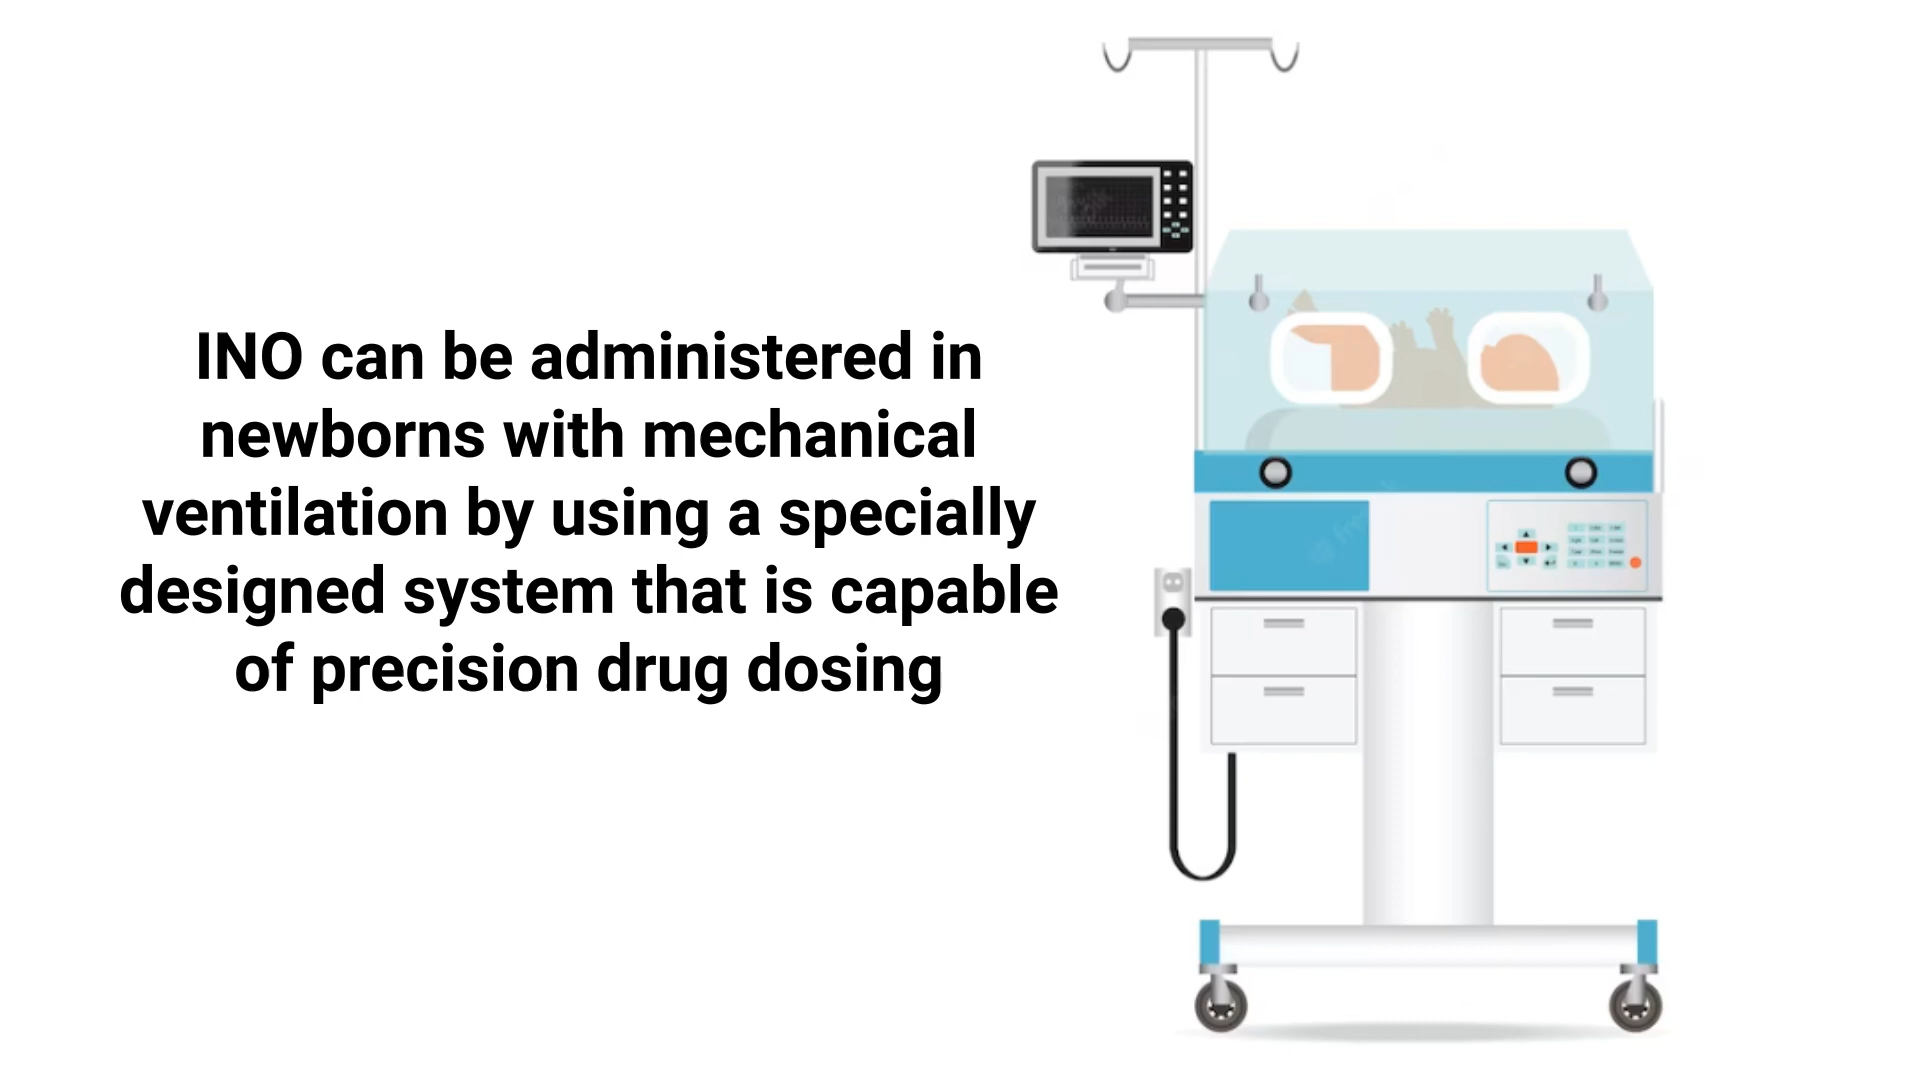 INO can be administered in
newborns with mechanical
ventilation by using a specially
designed system that is capable
of precision drug dosing